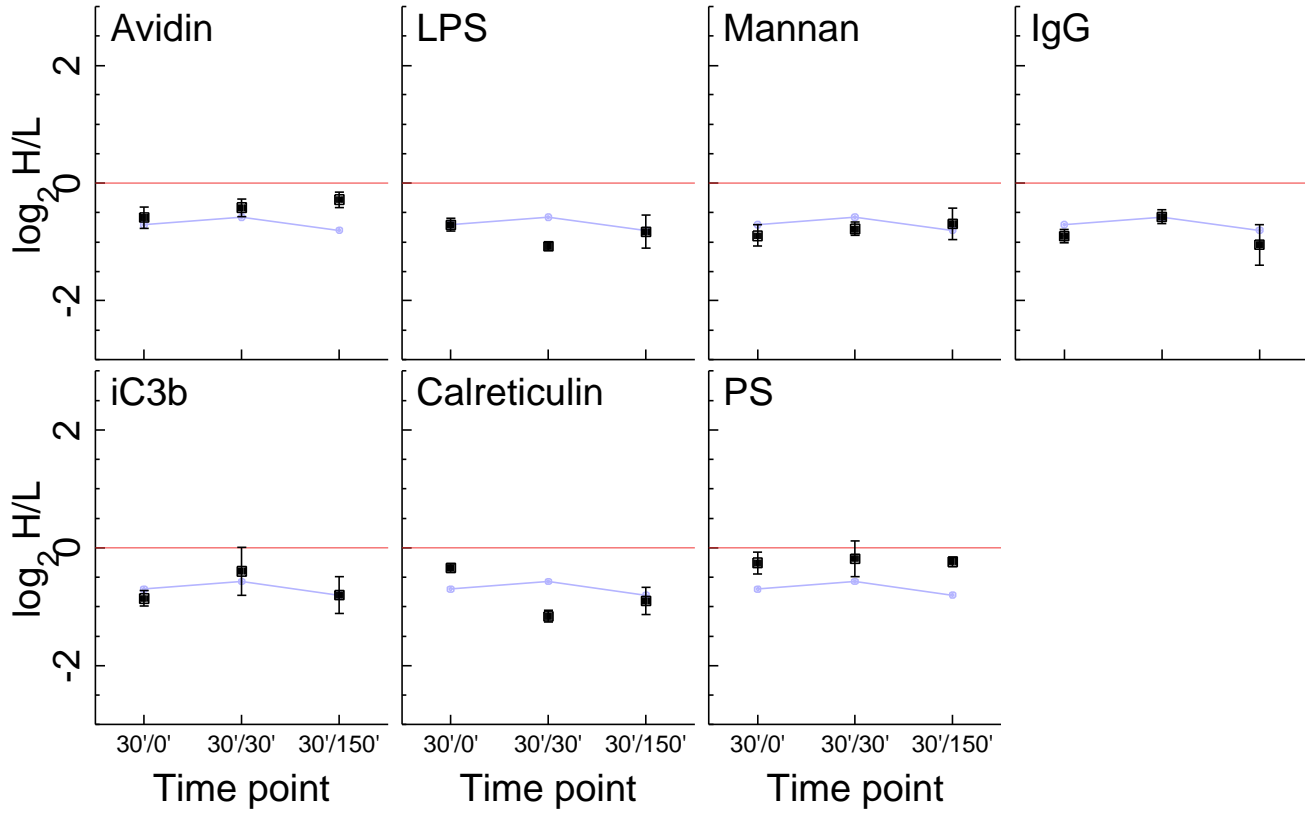 Avidin LPS Mannan IgG
2
0
-2
log2 H/L
iC3b Calreticulin PS
2
0
-2
log2 H/L
30'/0' 30'/30' 30'/150' 30'/0' 30'/30' 30'/150' 30'/0' 30'/30' 30'/150'
Time point Time point Time point